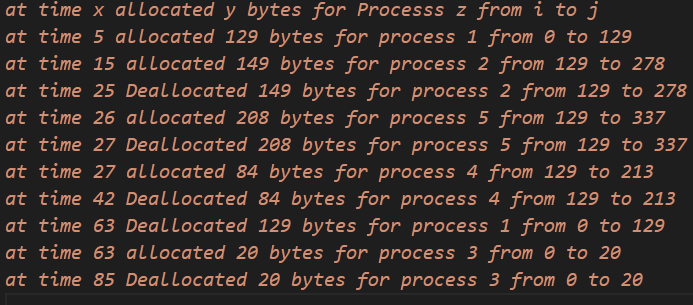 at time x allocated y bytes for Processs z from i to j
at time 5 allocated 129 bytes for process 1 from 0 to 129
at time 15 allocated 149 bytes for process 2 from 129 to 278
at time 25 Deallocated 149 bytes for process 2 from 129 to 278
at time 26 allocated 208 bytes for process 5 from 129 to 337
at time 27 Deallocated 208 bytes for process 5 from 129 to 337
at time 27 allocated 84 bytes for process 4 from 129 to 213
at time 42 Deallocated 84 bytes for process 4 from 129 to 213
at time 63 Deallocated 129 bytes for process 1 from 0 to 129
at time 63 allocated 20 bytes for process 3 from 0 to 20
at time 85 Deallocated 20 bytes for process 3 from 0 to 20